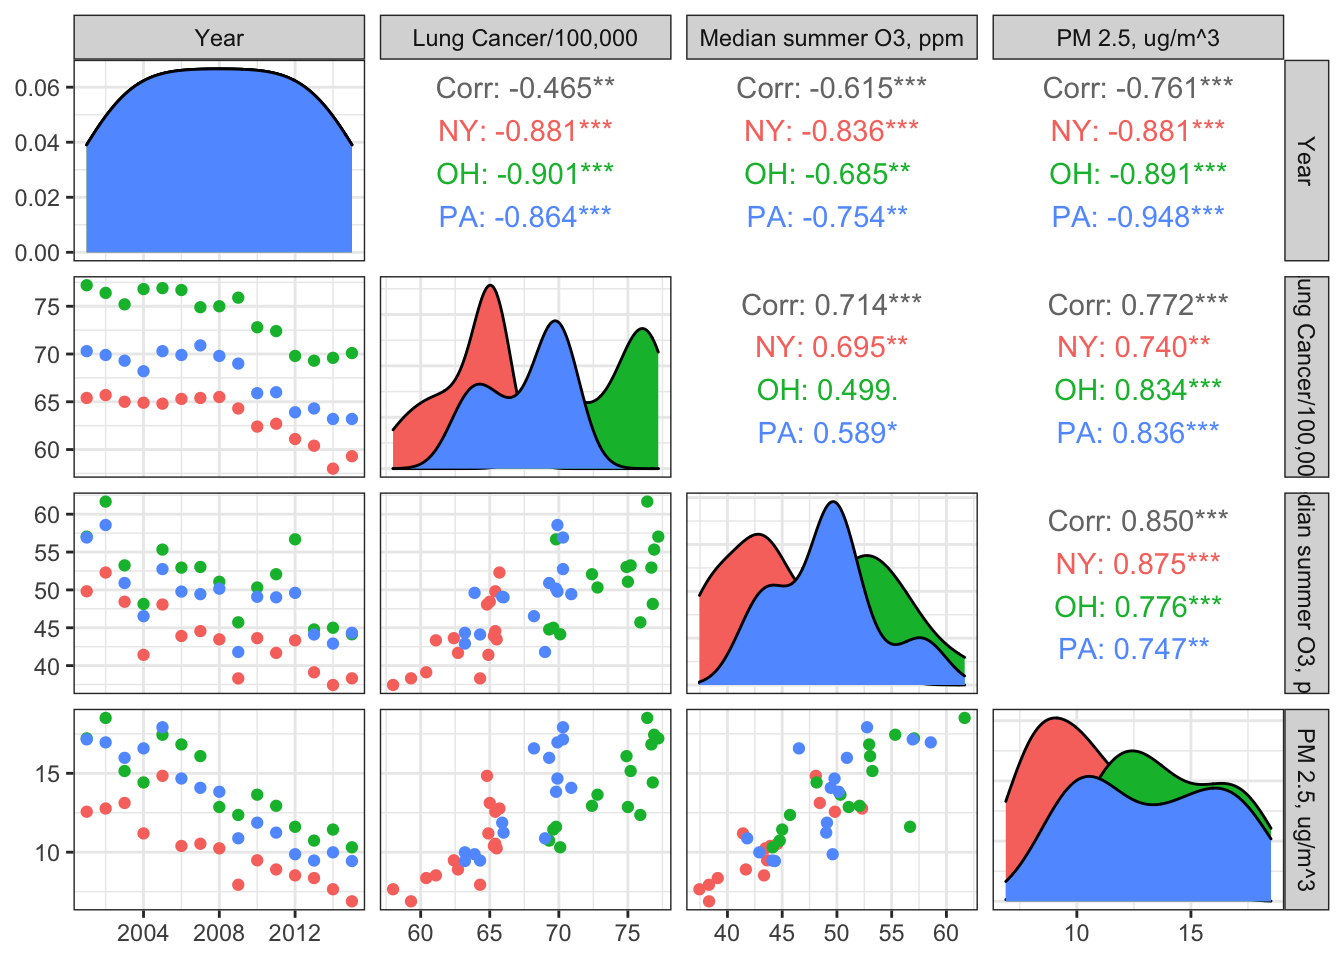 Year
Lung Cancer/100,000
Median summer O3, ppm
PM 2.5, ug/m^3
0.06
0.04
0.02
0.00
Corr: -0.465**
NY: -0.881***
OH: -0.901***
PA: -0.864***
Corr: -0.615***
NY: -0.836***
OH: -0.685**
PA: -0.754**
Corr: -0.761***
NY: -0.881***
OH: -0.891***
PA: -0.948***
Year
75
70
65
60
Corr: 0.714***
NY: 0.695**
OH: 0.499.
PA: 0.589*
Corr: 0.772***
NY: 0.740**
OH: 0.834***
PA: 0.836***
ung Cancer/100,00
60
55
50
45
40
Corr: 0.850***
NY: 0.875***
OH: 0.776***
PA: 0.747**
dian summer O3, p
15
10
PM 2.5, ug/m^3
2004 2008 2012
60 65 70 75
40 45 50 55 60
10 15